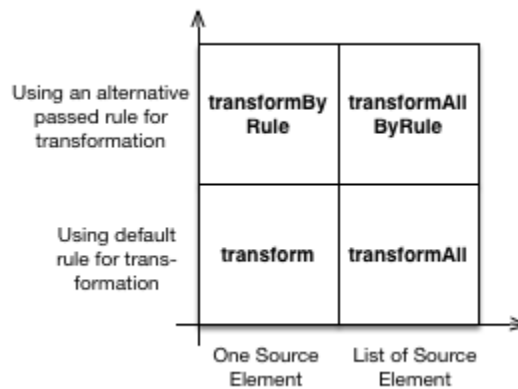 Using an alternative
passed rule for
transformation
transformBy
Rule
transformAll
ByRule
Using default
rule for trans-
formation
transform
transformAll
One Source
Element
List of Source
Element